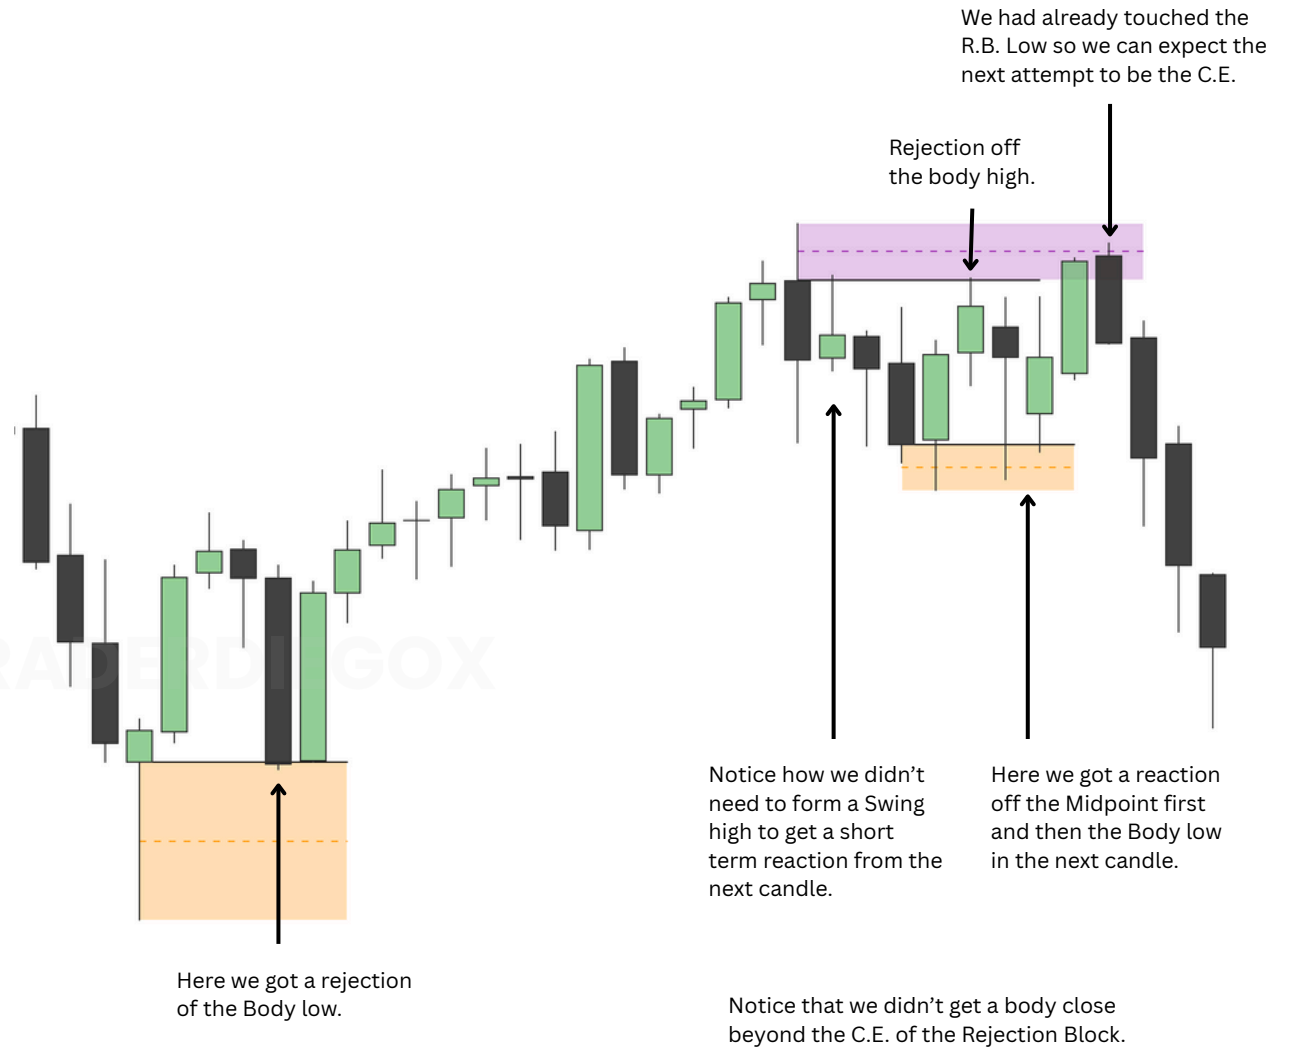 We had already touched the
R.B. Low so we can expect the
next attempt to be the C.E.
Rejection off
the body high.
RADERDIEGOX
Notice how we didn’t
need to form a Swing
high to get a short
term reaction from the
next candle.
Here we got a reaction
off the Midpoint first
and then the Body low
in the next candle.
Here we got a rejection
of the Body low.
Notice that we didn’t get a body close
beyond the C.E. of the Rejection Block.